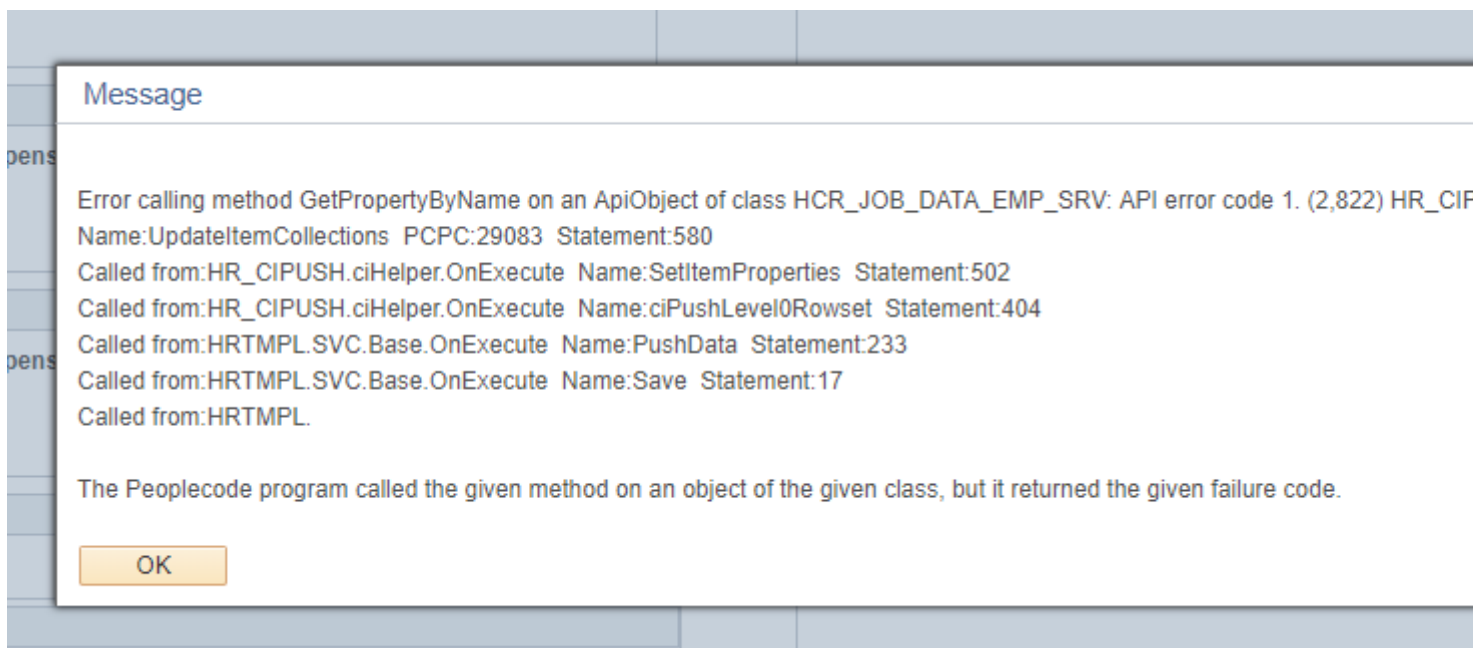 Message
pens
Error calling method GetPropertyByName on an ApiObject of class HCR_JOB_DATA_EMP_SRV: API error code 1. (2,822) HR_CIP
Name:UpdateItemCollections PCPC:29083 Statement:580
Called from:HR_CIPUSH.ciHelper.OnExecute Name:SetItemProperties Statement:502
Called from:HR_CIPUSH.ciHelper.OnExecute Name:ciPushLevel0Rowset Statement:404
Called from:HRTMPL.SVC.Base.OnExecute Name:PushData Statement:233
pens
Called from:HRTMPL.SVC.Base.OnExecute Name:Save Statement:17
Called from:HRTMPL.
The Peoplecode program called the given method on an object of the given class, but it returned the given failure code.
OK